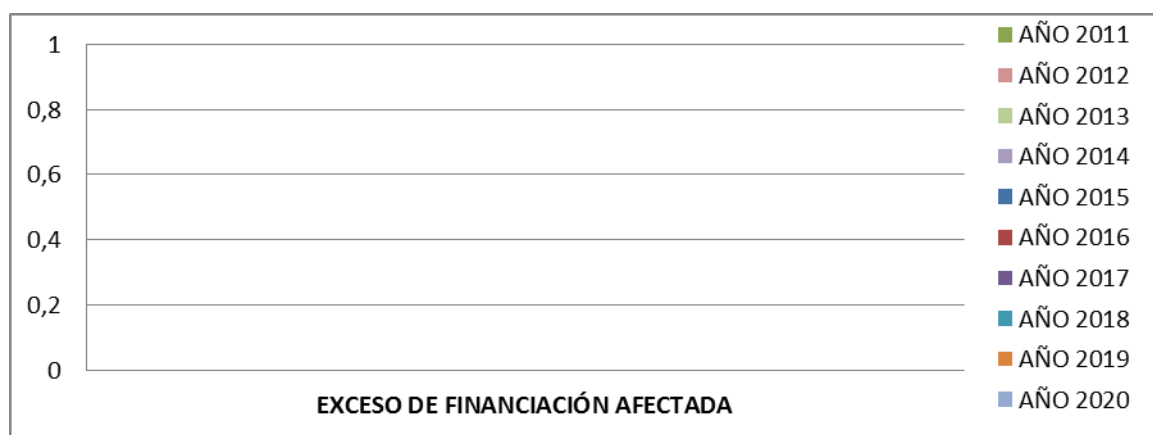 1
0,8
0,6
0,4
0,2
0
EXCESO DE FINANCIACIÓN AFECTADA
AÑO 2011
AÑO 2012
AÑO 2013
AÑO 2014
AÑO 2015
AÑO 2016
AÑO 2017
AÑO 2018
AÑO 2019
AÑO 2020